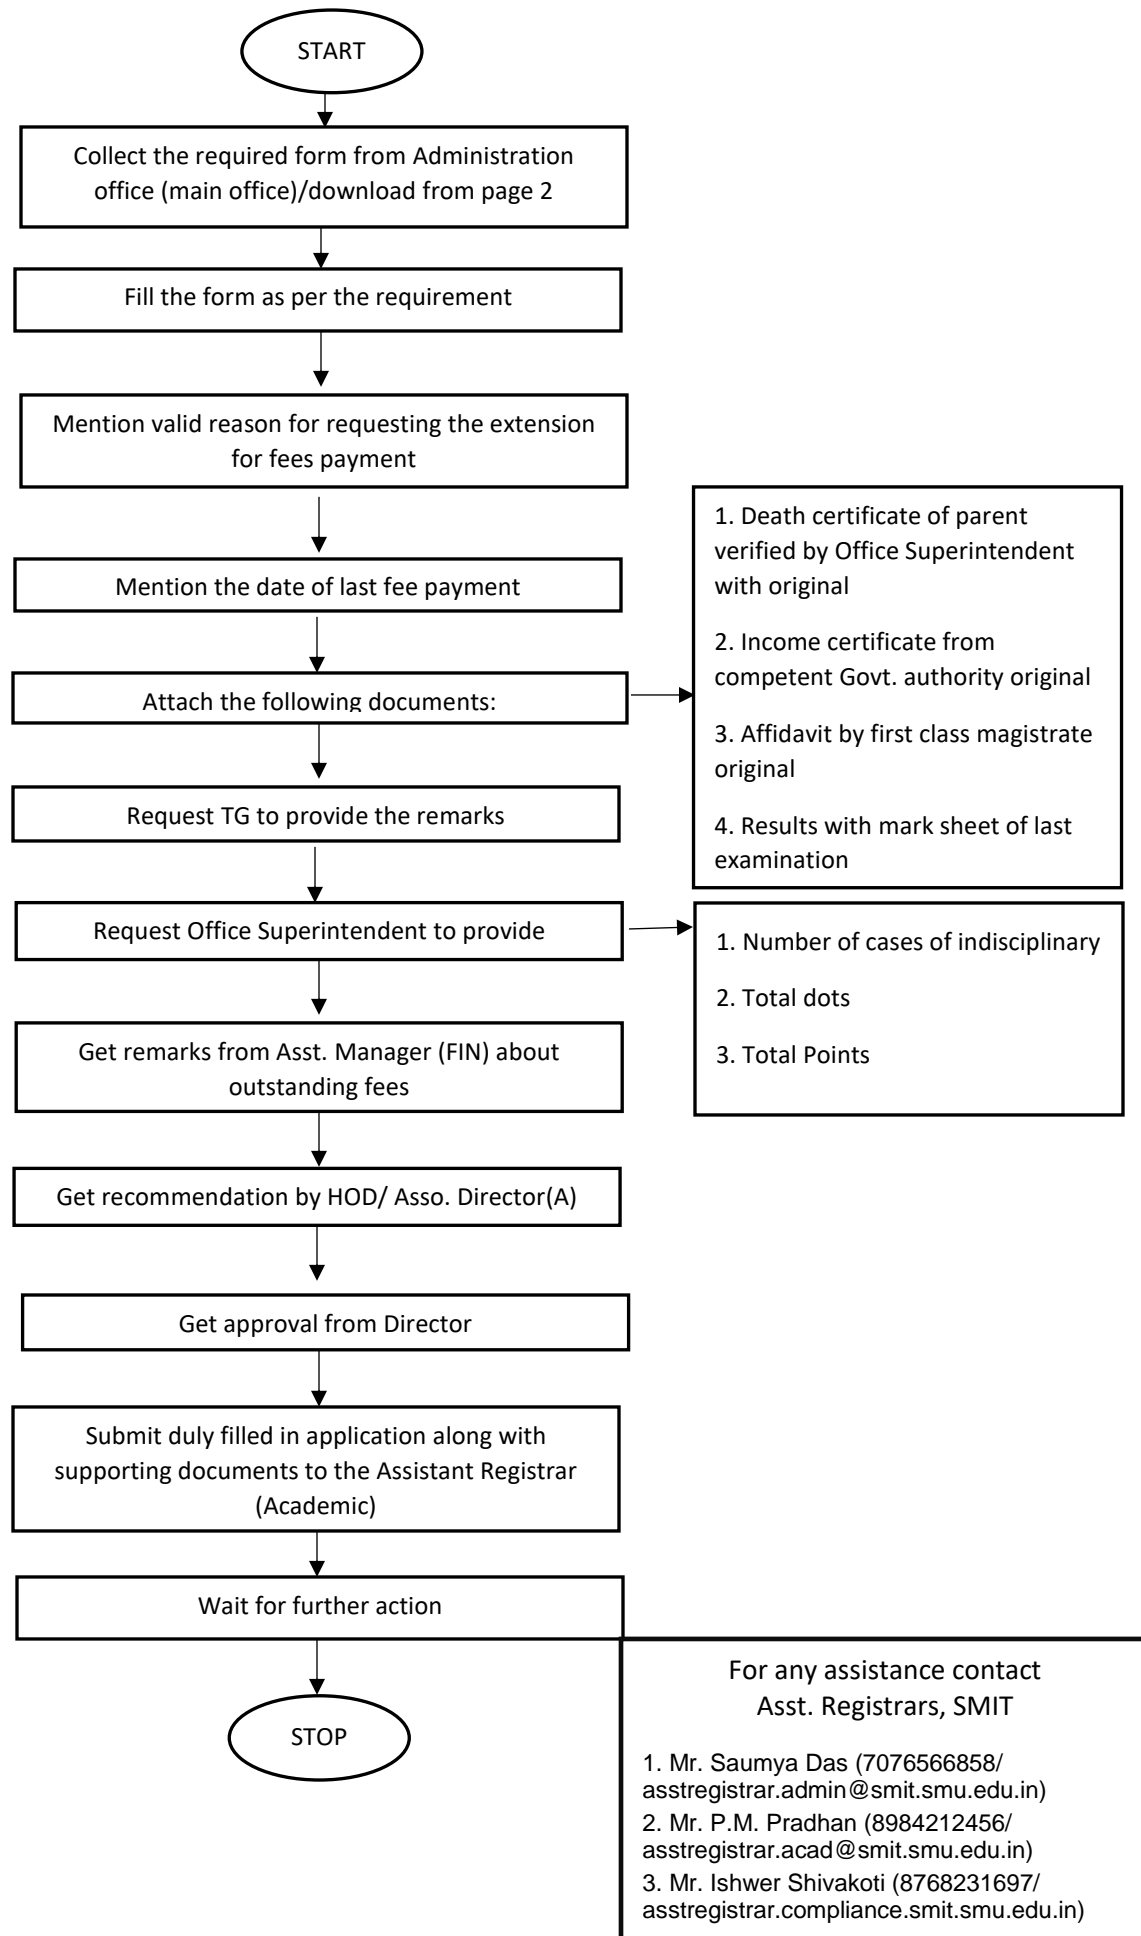 START
Collect the required form from Administration
office (main office)/download from page 2
Fill the form as per the requirement
Mention valid reason for requesting the extension
for fees payment
Mention the date of last fee payment
Attach the following documents:
1. Death certificate of parent
verified by Office Superintendent
with original
2. Income certificate from
competent Govt. authority original
3. Affidavit by first class magistrate
original
4. Results with mark sheet of last
examination
Request TG to provide the remarks
Request Office Superintendent to provide
1. Number of cases of indisciplinary
2. Total dots
3. Total Points
Get remarks from Asst. Manager (FIN) about
outstanding fees
Get recommendation by HOD/ Asso. Director(A)
Get approval from Director
Submit duly filled in application along with
supporting documents to the Assistant Registrar
(Academic)
Wait for further action
STOP
For any assistance contact
Asst. Registrars, SMIT
1. Mr. Saumya Das (7076566858/
asstregistrar.admin@smit.smu.edu.in)
2. Mr. P.M. Pradhan (8984212456/
asstregistrar.acad@smit.smu.edu.in)
3. Mr. Ishwer Shivakoti (8768231697/
asstregistrar.compliance.smit.smu.edu.in)